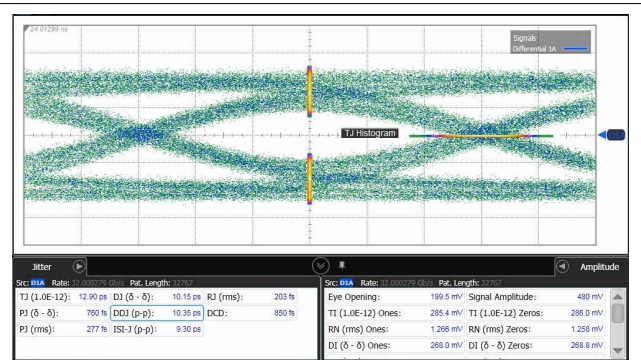 24.01299 ns
Signals
Differential 1A
TJ Histogram
D1A
Jitter
Amplitude
Src: D1A Rate: 32.000279 Gb/s Pat. Length: 32767
TJ (1.0E-12): 12.90 ps DJ (δ - δ): 10.15 ps RJ (rms): 203 fs
PJ (δ - δ): 760 fs DDJ (p-p): 10.35 ps DCD: 850 fs
PJ (rms): 277 fs ISI-J (p-p): 9.30 ps
Src: D1A Rate: 32.000279 Gb/s Pat. Length: 32767
Eye Opening: 199.5 mV Signal Amplitude: 480 mV
TI (1.0E-12) Ones: 285.4 mV TI (1.0E-12) Zeros: 286.0 mV
RN (rms) Ones: 1.266 mV RN (rms) Zeros: 1.258 mV
DI (δ - δ) Ones: 268.0 mV DI (δ - δ) Zeros: 268.8 mV